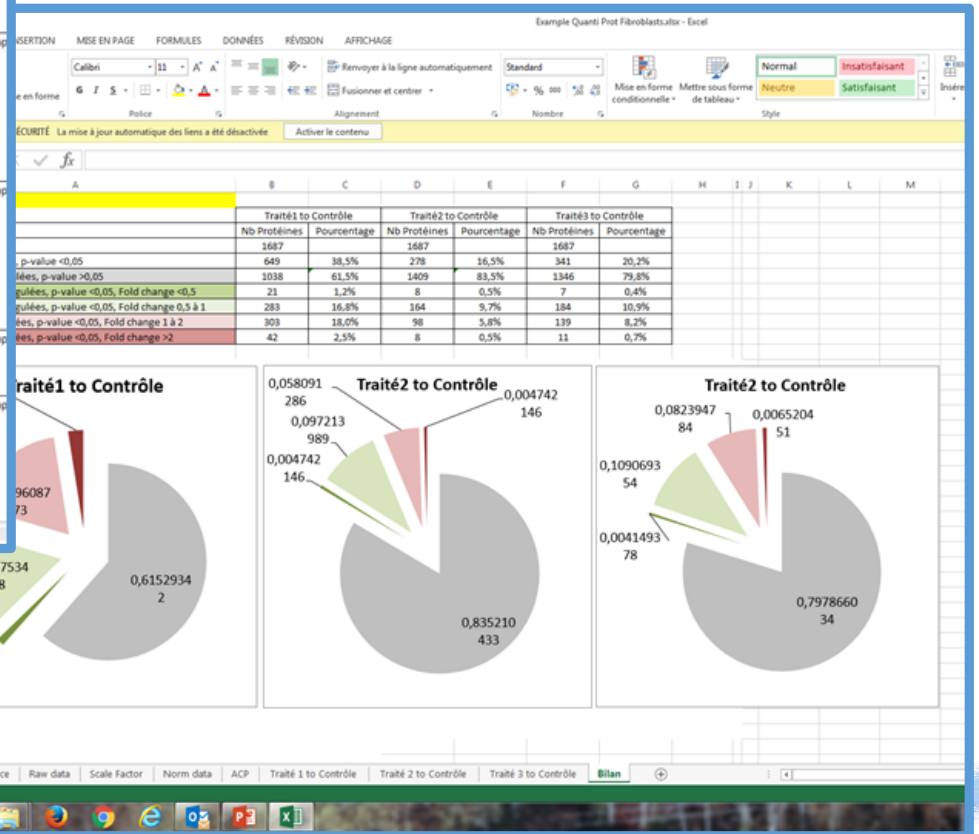 Example Quanti Prot Fibroblasts.xlsx - Excel
MISE EN PAGE FORMULES DONNÉES RÉVISION AFFICHAGE
Calibri 11 A A Renvoyer à la ligne automatiquement Standard Normal Insatisfaisant
G I S A Fusionner et centrer % 000 Mise en forme conditionnelle Mettre sous forme de tableau Neutre Satisfaisant
Police Alignement Nombre Style
La mise à jour automatique des liens a été désactivée Activer le contenu
fx
A B C D E F G H I J K L M
Traité1 to Contrôle Traité2 to Contrôle Traité3 to Contrôle
Nb Protéines Pourcentage Nb Protéines Pourcentage Nb Protéines Pourcentage
1687 1687 1687
, p-value <0,05 649 38,5% 278 16,5% 341 20,2%
lées, p-value >0,05 1038 61,5% 1409 83,5% 1346 79,8%
gulées, p-value <0,05, Fold change <0,5 21 1,2% 8 0,5% 7 0,4%
gulées, p-value <0,05, Fold change 0,5 à 1 283 16,8% 164 9,7% 184 10,9%
ées, p-value <0,05, Fold change 1 à 2 303 18,0% 98 5,8% 139 8,2%
ées, p-value <0,05, Fold change >2 42 2,5% 8 0,5% 11 0,7%
raité1 to Contrôle
96087
73
7534
8
0,6152934
2
Traité2 to Contrôle
0,058091
286
0,004742
146
0,097213
989
0,004742
146
0,835210
433
Traité2 to Contrôle
0,0823947
84
0,0065204
51
0,1090693
54
0,0041493
78
0,7978660
34
ce Raw data Scale Factor Norm data ACP Traité 1 to Contrôle Traité 2 to Contrôle Traité 3 to Contrôle Bilan